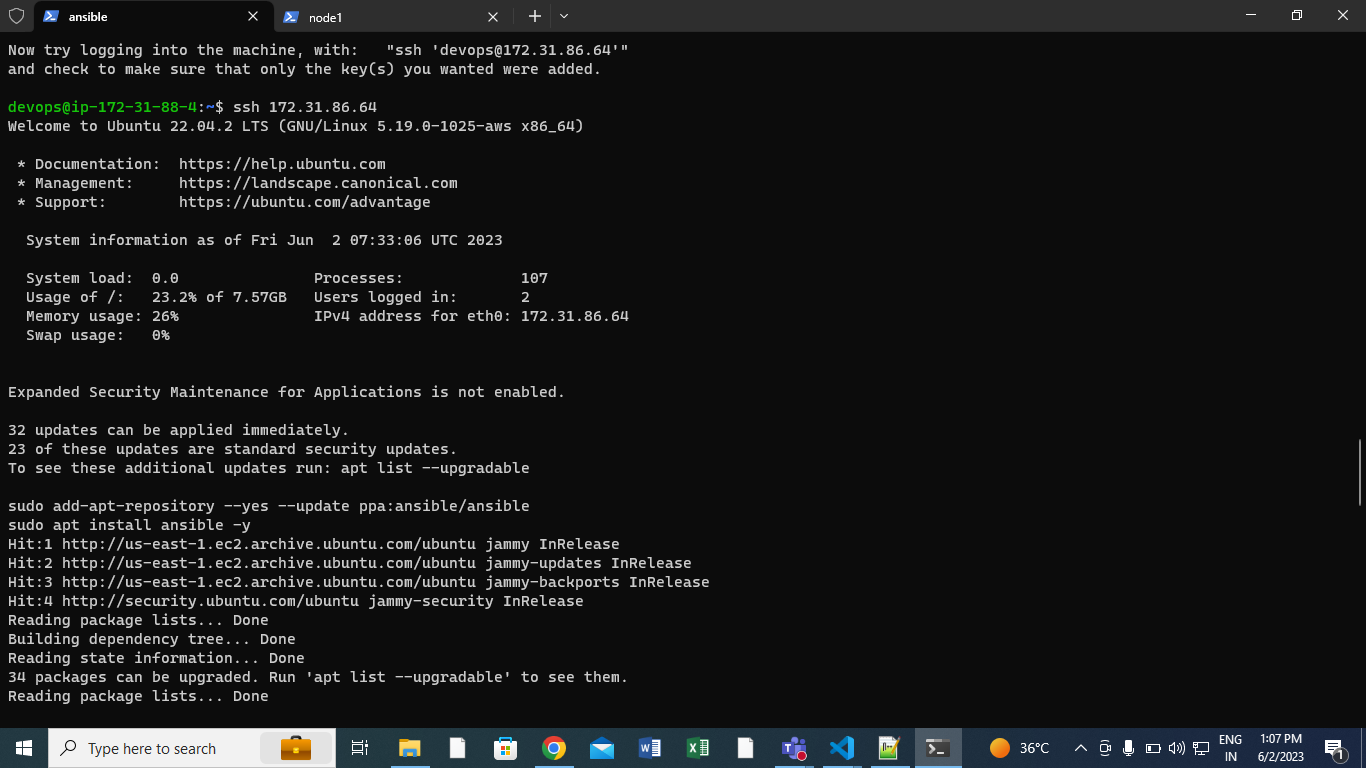 ansible
node1
Now try logging into the machine, with:   "ssh 'devops@172.31.86.64'"
and check to make sure that only the key(s) you wanted were added.
devops@ip-172-31-88-4:~$ ssh 172.31.86.64
Welcome to Ubuntu 22.04.2 LTS (GNU/Linux 5.19.0-1025-aws x86_64)
 * Documentation:  https://help.ubuntu.com
 * Management:     https://landscape.canonical.com
 * Support:        https://ubuntu.com/advantage
  System information as of Fri Jun  2 07:33:06 UTC 2023
  System load:  0.0               Processes:             107
  Usage of /:   23.2% of 7.57GB   Users logged in:       2
  Memory usage: 26%               IPv4 address for eth0: 172.31.86.64
  Swap usage:   0%
Expanded Security Maintenance for Applications is not enabled.
32 updates can be applied immediately.
23 of these updates are standard security updates.
To see these additional updates run: apt list --upgradable
sudo add-apt-repository --yes --update ppa:ansible/ansible
sudo apt install ansible -y
Hit:1 http://us-east-1.ec2.archive.ubuntu.com/ubuntu jammy InRelease
Hit:2 http://us-east-1.ec2.archive.ubuntu.com/ubuntu jammy-updates InRelease
Hit:3 http://us-east-1.ec2.archive.ubuntu.com/ubuntu jammy-backports InRelease
Hit:4 http://security.ubuntu.com/ubuntu jammy-security InRelease
Reading package lists... Done
Building dependency tree... Done
Reading state information... Done
34 packages can be upgraded. Run 'apt list --upgradable' to see them.
Reading package lists... Done
Type here to search
36°C
ENG
IN
1:07 PM
6/2/2023
1